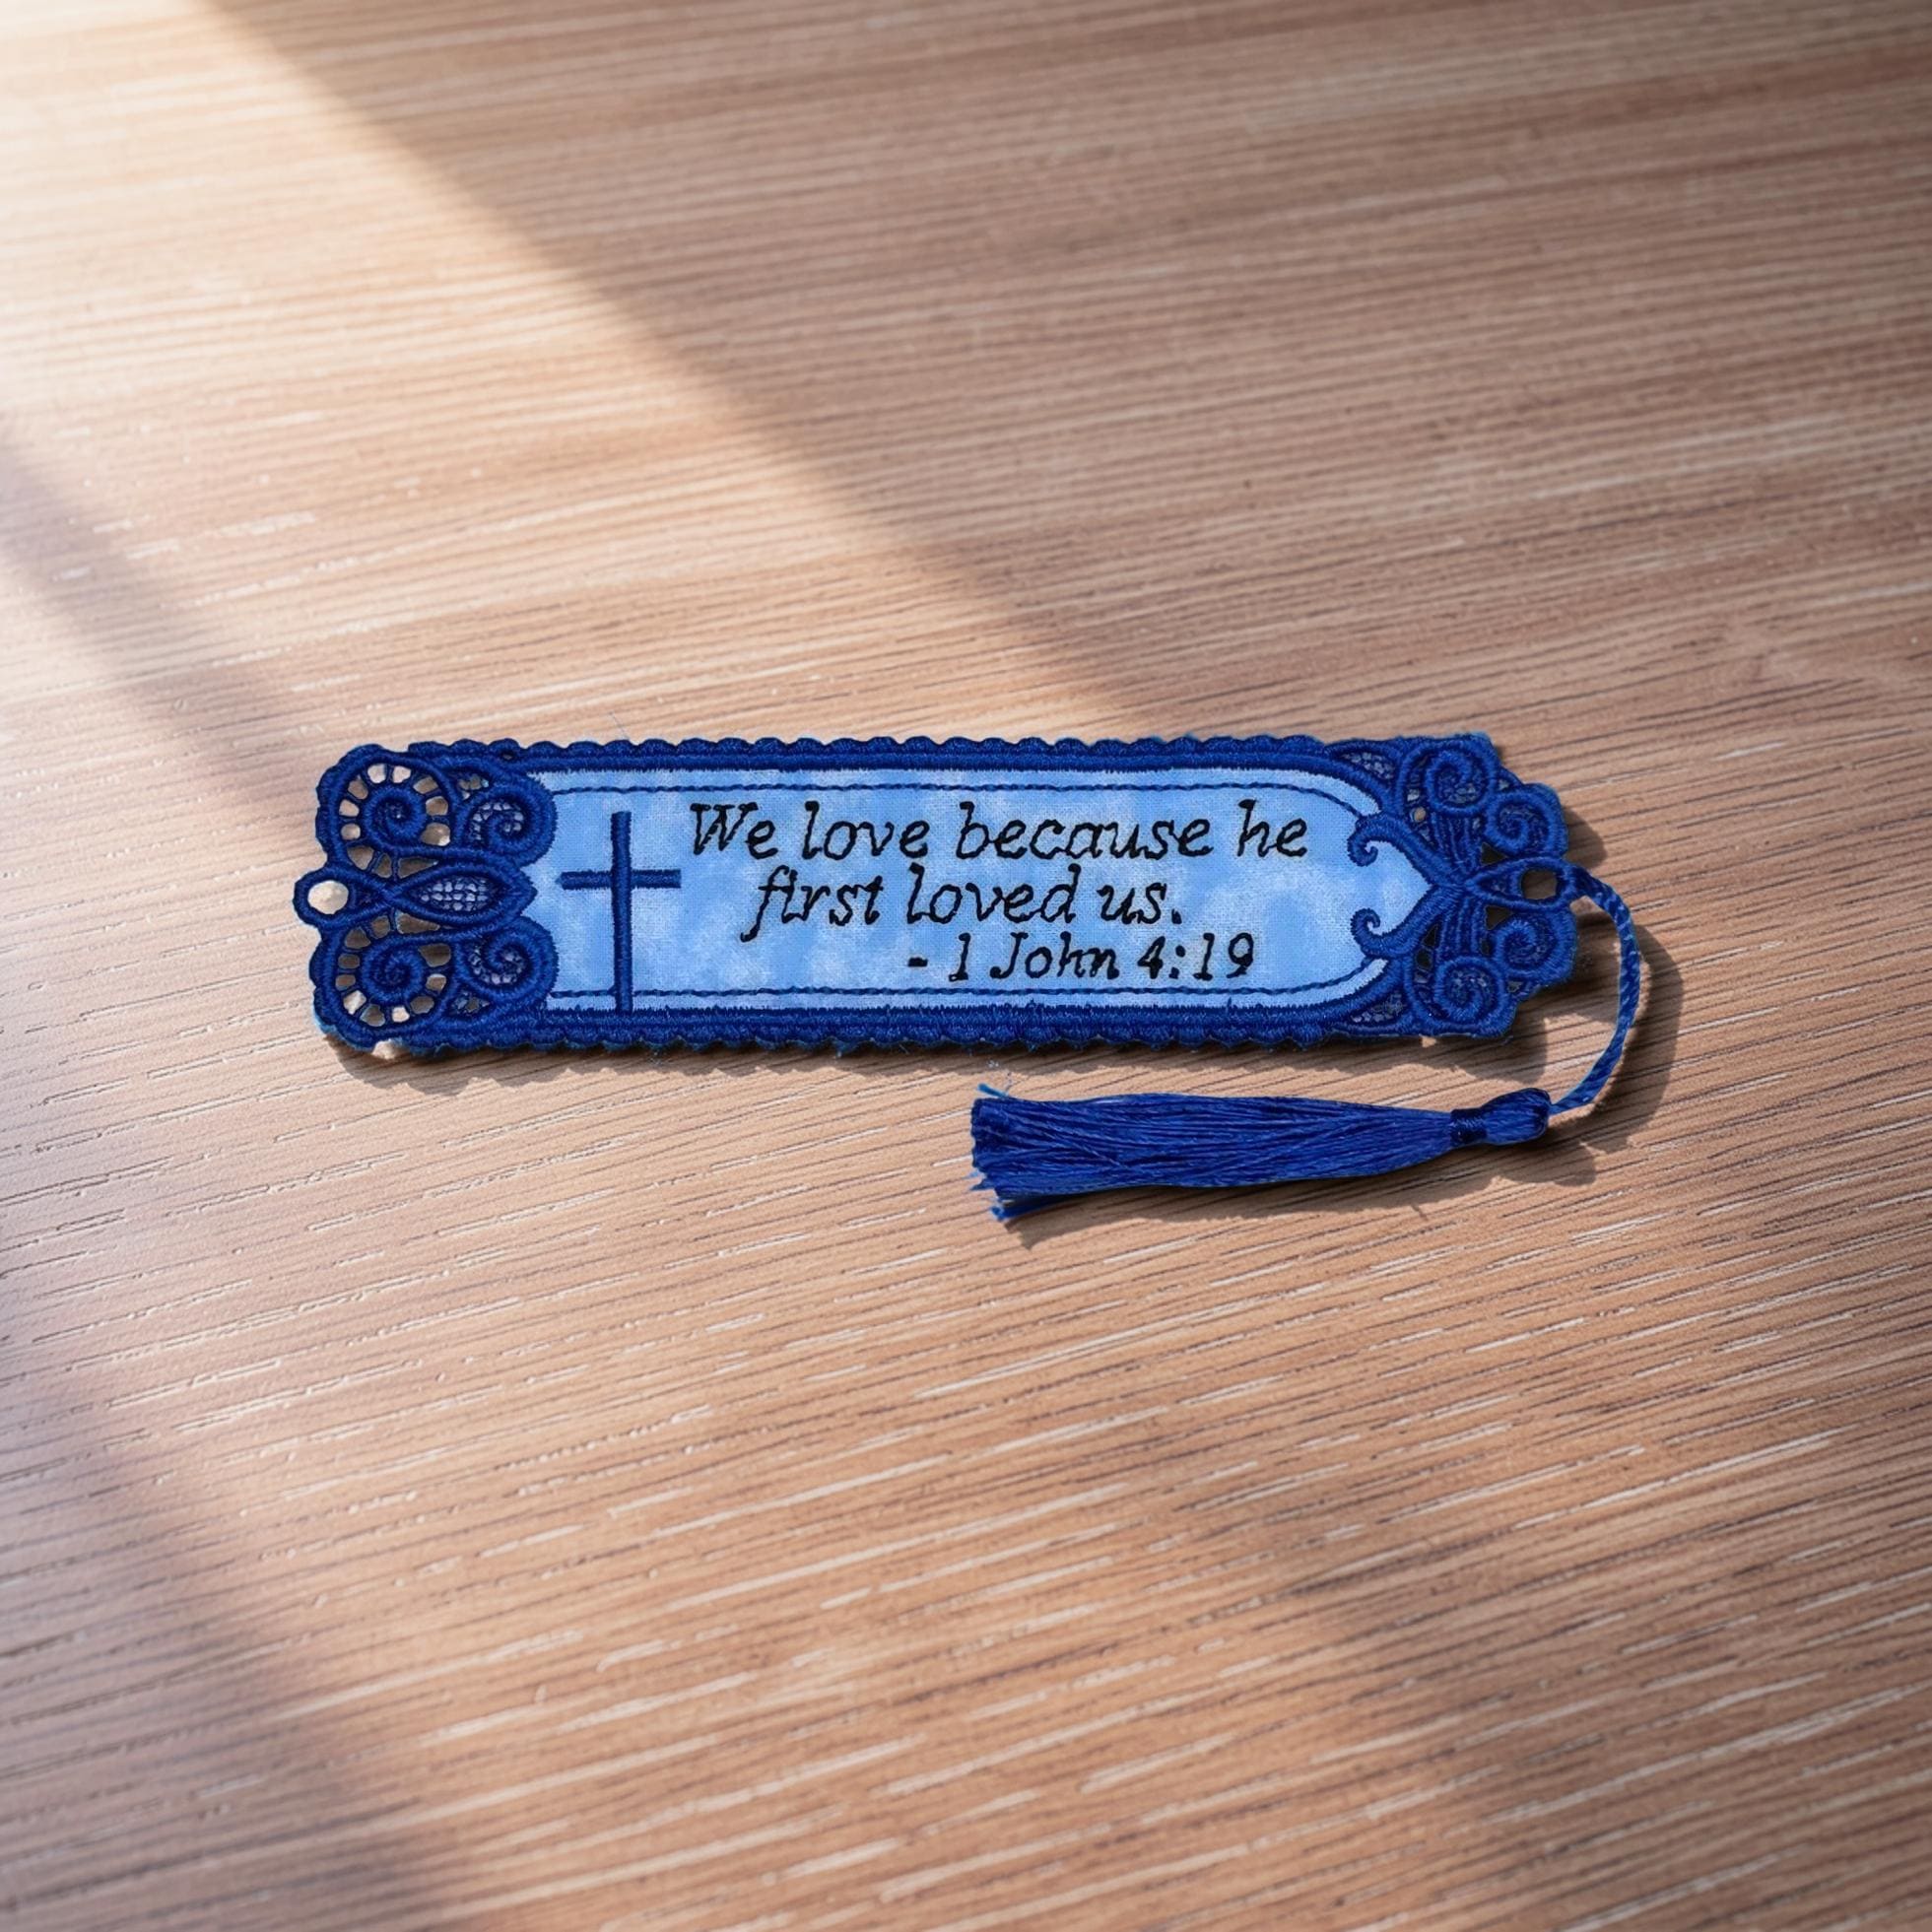 We love because he
first loved us.
- 1 John 4:19